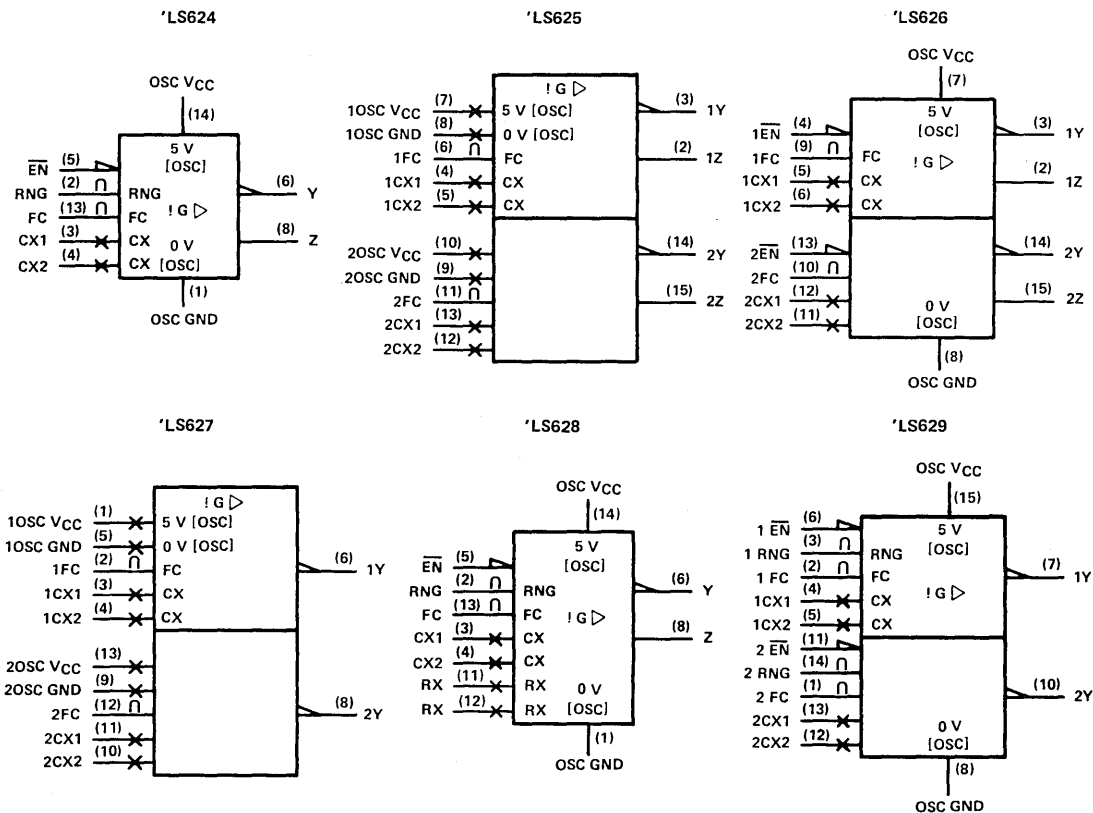 'LS624
OSC VCC
(14)
5 V
[OSC]
EN (5)
RNG (2) ∩ RNG
FC (13) ∩ FC
CX1 (3) CX
CX2 (4) CX
! G ▷
0 V
[OSC]
(6) Y
(8) Z
(1)
OSC GND
'LS625
! G ▷
1OSC VCC (7) 5 V [OSC]
1OSC GND (8) 0 V [OSC]
1FC (6) ∩ FC
1CX1 (4) CX
1CX2 (5) CX
(3) 1Y
(2) 1Z
2OSC VCC (10)
2OSC GND (9)
2FC (11) ∩
2CX1 (13)
2CX2 (12)
(14) 2Y
(15) 2Z
'LS626
OSC VCC
(7)
5 V
[OSC]
1EN (4)
1FC (9) ∩ FC
1CX1 (5) CX
1CX2 (6) CX
! G ▷
(3) 1Y
(2) 1Z
2EN (13)
2FC (10) ∩
2CX1 (12)
2CX2 (11)
(14) 2Y
(15) 2Z
0 V
[OSC]
(8)
OSC GND
'LS627
! G ▷
1OSC VCC (1) 5 V [OSC]
1OSC GND (5) 0 V [OSC]
1FC (2) ∩ FC
1CX1 (3) CX
1CX2 (4) CX
(6) 1Y
2OSC VCC (13)
2OSC GND (9)
2FC (12) ∩
2CX1 (11)
2CX2 (10)
(8) 2Y
'LS628
OSC VCC
(14)
5 V
[OSC]
EN (5)
RNG (2) ∩ RNG
FC (13) ∩ FC
CX1 (3) CX
CX2 (4) CX
RX (11) RX
RX (12) RX
! G ▷
0 V
[OSC]
(6) Y
(8) Z
(1)
OSC GND
'LS629
OSC VCC
(15)
5 V
[OSC]
1 EN (6)
1 RNG (3) ∩ RNG
1 FC (2) ∩ FC
1CX1 (4) CX
1CX2 (5) CX
! G ▷
(7) 1Y
2 EN (11)
2 RNG (14) ∩
2 FC (1) ∩
2CX1 (13)
2CX2 (12)
(10) 2Y
0 V
[OSC]
(8)
OSC GND